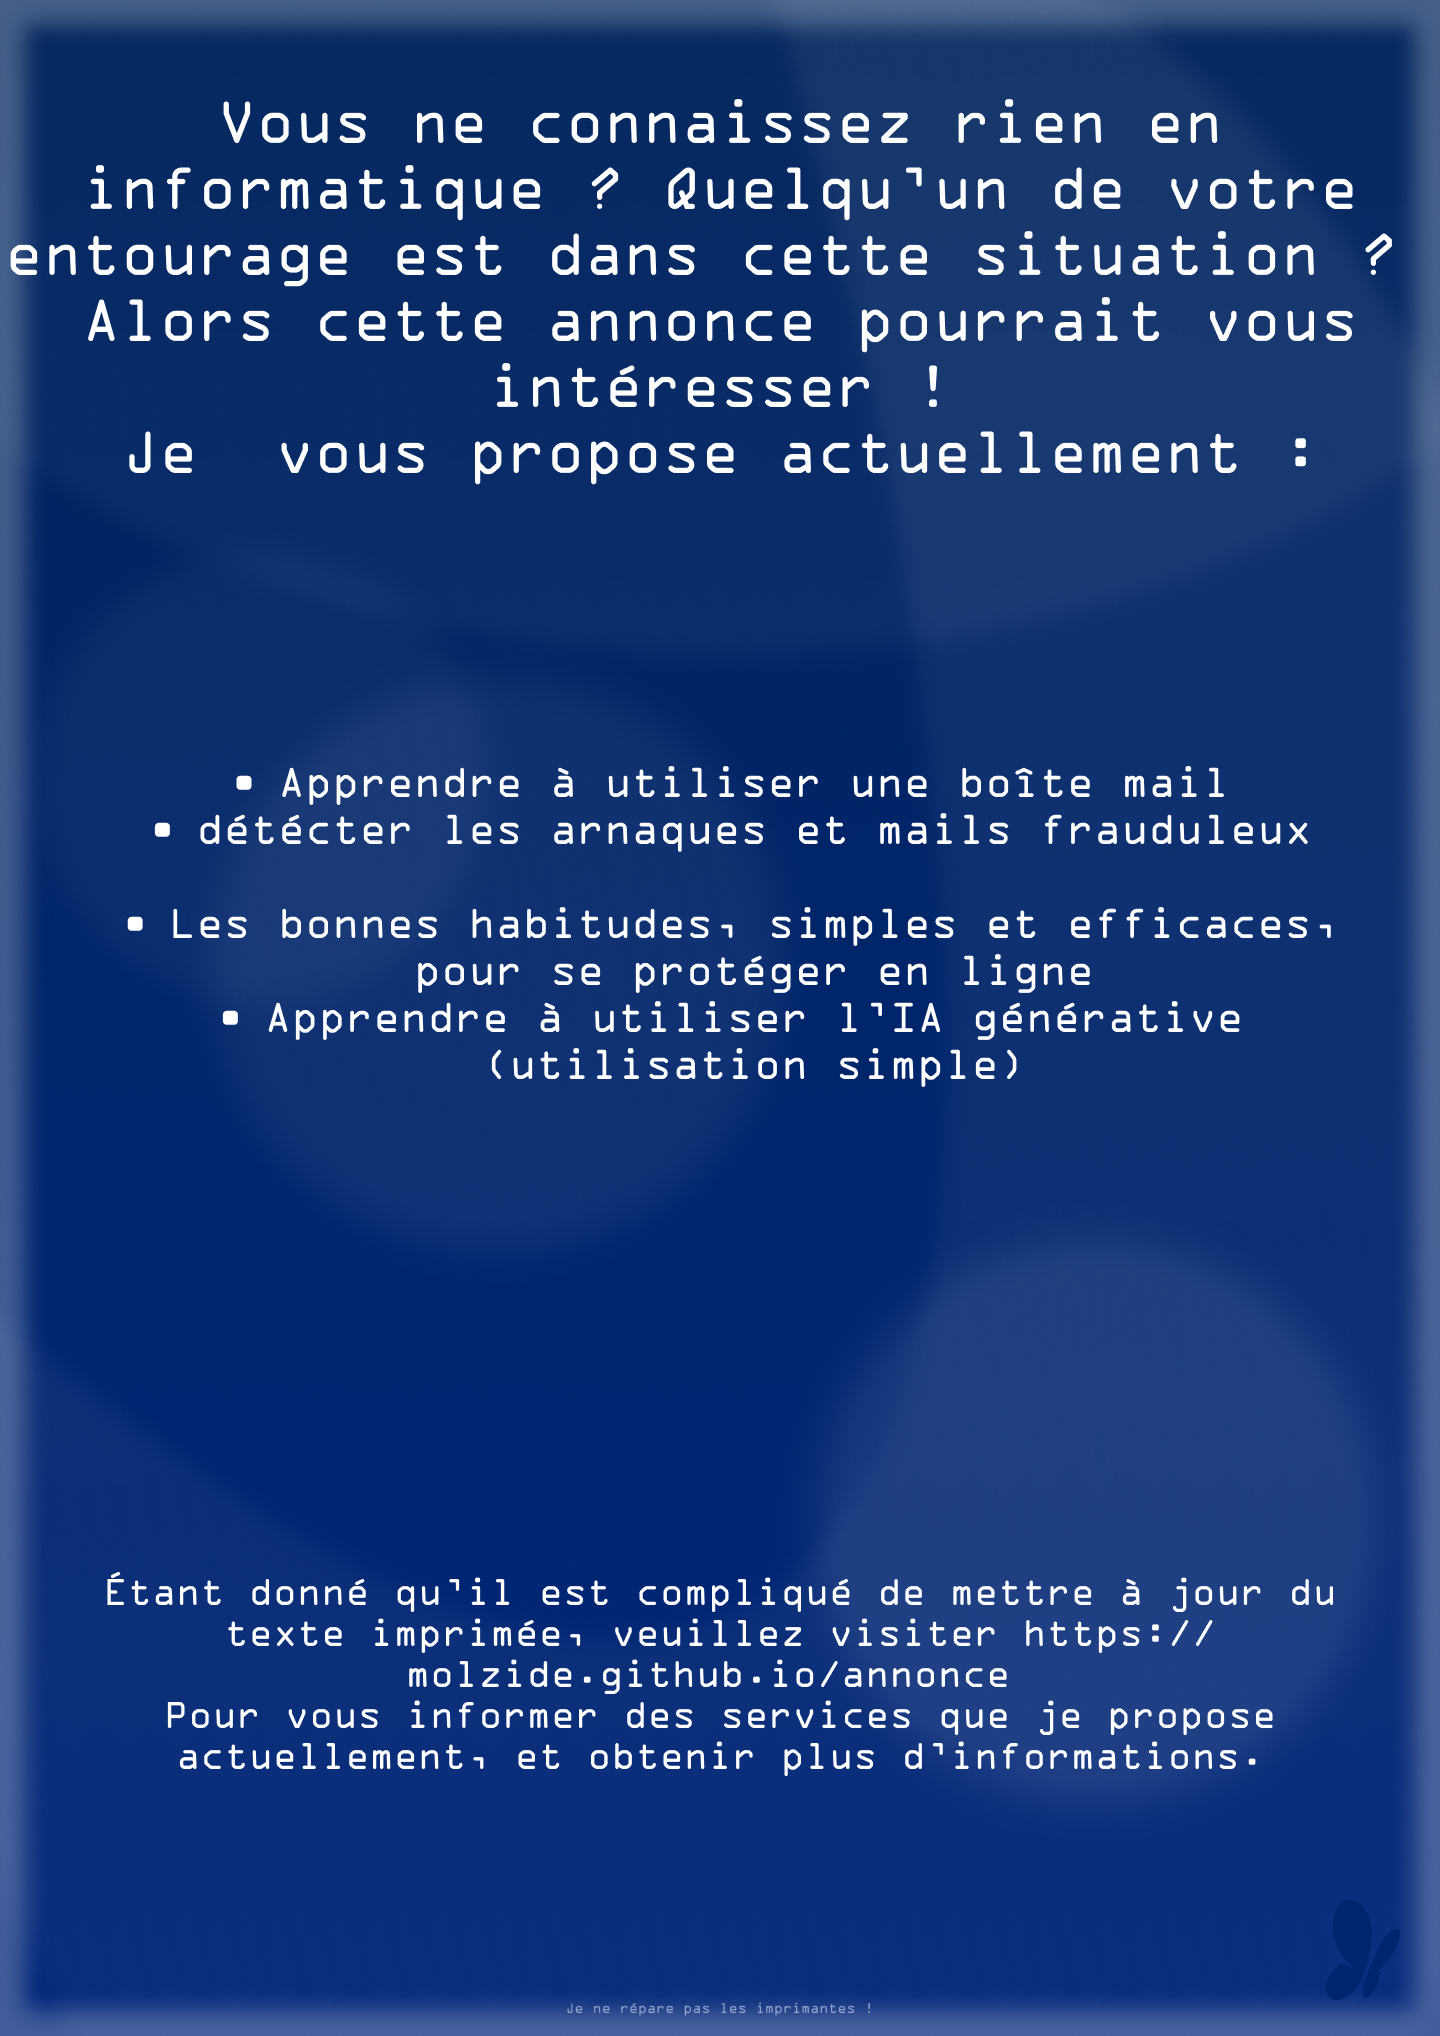 Vous ne connaissez rien en
informatique ? Quelqu'un de votre
entourage est dans cette situation ?
Alors cette annonce pourrait vous
intéresser !
Je  vous propose actuellement :
▪ Apprendre à utiliser une boîte mail
▪ détécter les arnaques et mails frauduleux
▪ Les bonnes habitudes, simples et efficaces,
pour se protéger en ligne
▪ Apprendre à utiliser l'IA générative
(utilisation simple)
Étant donné qu'il est compliqué de mettre à jour du
texte imprimée, veuillez visiter https://
molzide.github.io/annonce
Pour vous informer des services que je propose
actuellement, et obtenir plus d'informations.
Je ne répare pas les imprimantes !